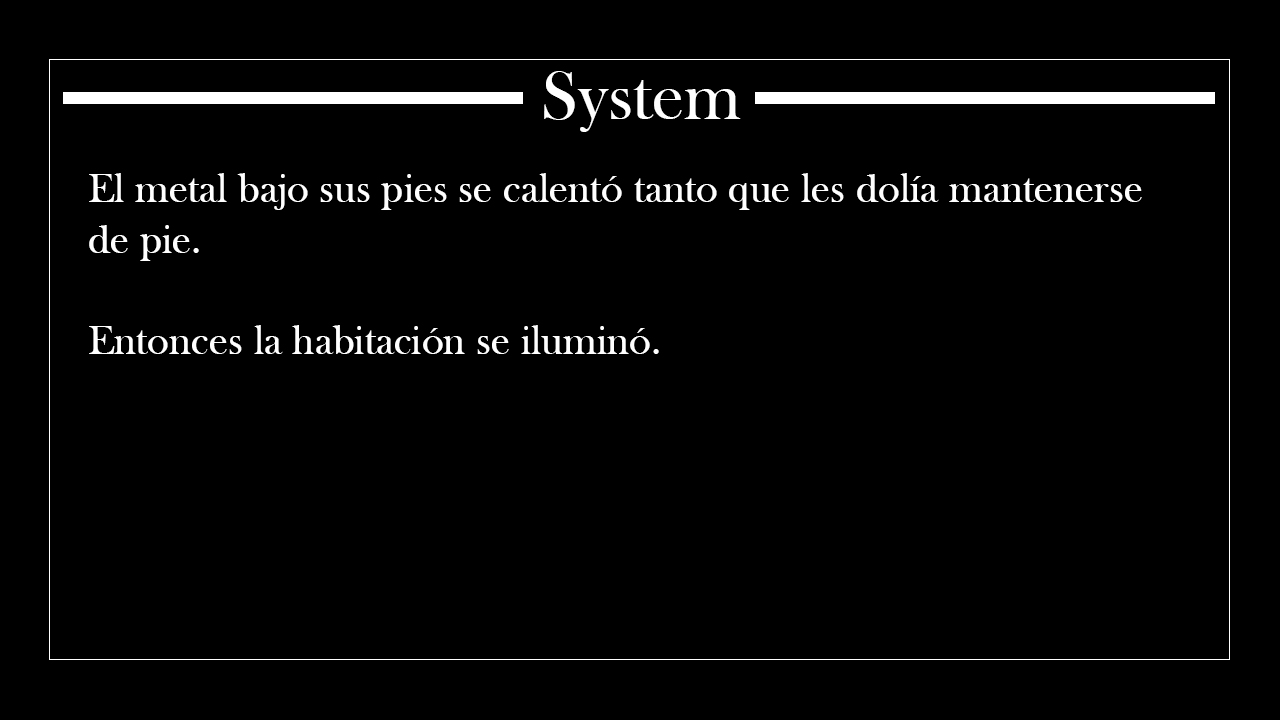 System
El metal bajo sus pies se calentó tanto que les dolía mantenerse
de pie.
Entonces la habitación se iluminó.